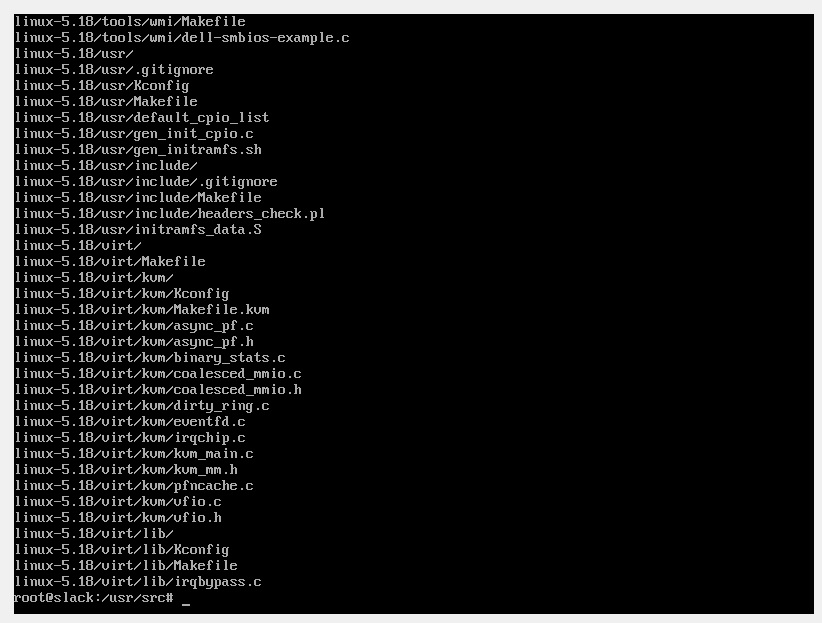 linux-5.18/tools/wmi/Makefile
linux-5.18/tools/wmi/dell-smbios-example.c
linux-5.18/usr/
linux-5.18/usr/.gitignore
linux-5.18/usr/Kconfig
linux-5.18/usr/Makefile
linux-5.18/usr/default_cpio_list
linux-5.18/usr/gen_init_cpio.c
linux-5.18/usr/gen_initramfs.sh
linux-5.18/usr/include/
linux-5.18/usr/include/.gitignore
linux-5.18/usr/include/Makefile
linux-5.18/usr/include/headers_check.pl
linux-5.18/usr/initramfs_data.S
linux-5.18/virt/
linux-5.18/virt/Makefile
linux-5.18/virt/kvm/
linux-5.18/virt/kvm/Kconfig
linux-5.18/virt/kvm/Makefile.kvm
linux-5.18/virt/kvm/async_pf.c
linux-5.18/virt/kvm/async_pf.h
linux-5.18/virt/kvm/binary_stats.c
linux-5.18/virt/kvm/coalesced_mmio.c
linux-5.18/virt/kvm/coalesced_mmio.h
linux-5.18/virt/kvm/dirty_ring.c
linux-5.18/virt/kvm/eventfd.c
linux-5.18/virt/kvm/irqchip.c
linux-5.18/virt/kvm/kvm_main.c
linux-5.18/virt/kvm/kvm_mm.h
linux-5.18/virt/kvm/pfncache.c
linux-5.18/virt/kvm/vfio.c
linux-5.18/virt/kvm/vfio.h
linux-5.18/virt/lib/
linux-5.18/virt/lib/Kconfig
linux-5.18/virt/lib/Makefile
linux-5.18/virt/lib/irqbypass.c
root@slack:/usr/src# _